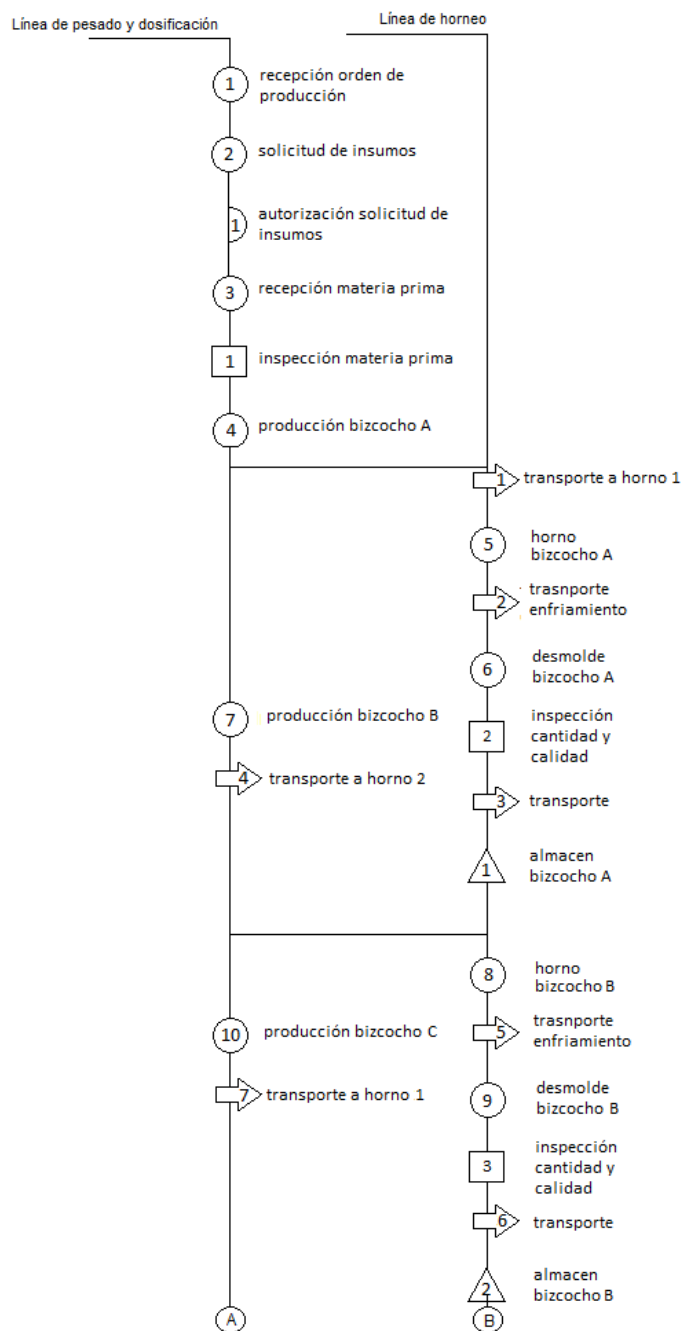 Línea de pesado y dosificación
Línea de horneo
1
recepción orden de
producción
2
solicitud de insumos
1
autorización solicitud de
insumos
3
recepción materia prima
1
inspección materia prima
4
producción bizcocho A
1
transporte a horno 1
5
horno
bizcocho A
2
trasnporte
enfriamiento
6
desmolde
bizcocho A
7
producción bizcocho B
2
inspección
cantidad y
calidad
4
transporte a horno 2
3
transporte
1
almacen
bizcocho A
8
horno
bizcocho B
10
producción bizcocho C
5
trasnporte
enfriamiento
7
transporte a horno 1
9
desmolde
bizcocho B
3
inspección
cantidad y
calidad
6
transporte
2
almacen
bizcocho B
A
B